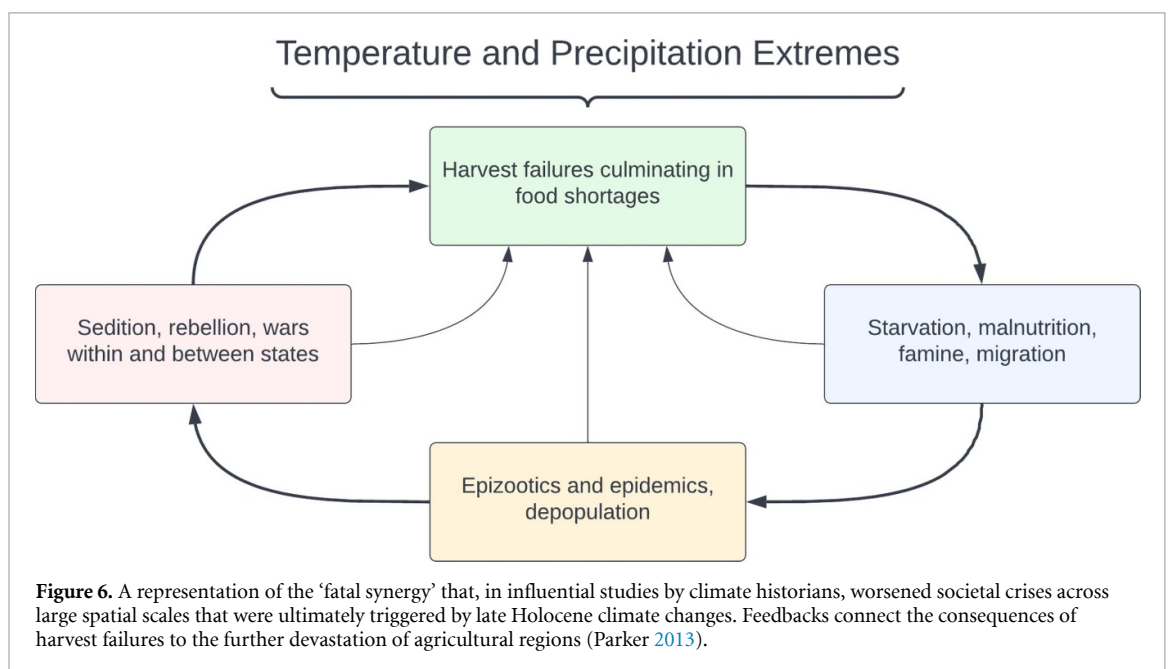 Temperature and Precipitation Extremes
Harvest failures culminating in
food shortages
Sedition, rebellion, wars
within and between states
Starvation, malnutrition,
famine, migration
Epizootics and epidemics,
depopulation
Figure 6. A representation of the ‘fatal synergy’ that, in influential studies by climate historians, worsened societal crises across
large spatial scales that were ultimately triggered by late Holocene climate changes. Feedbacks connect the consequences of
harvest failures to the further devastation of agricultural regions (Parker 2013).